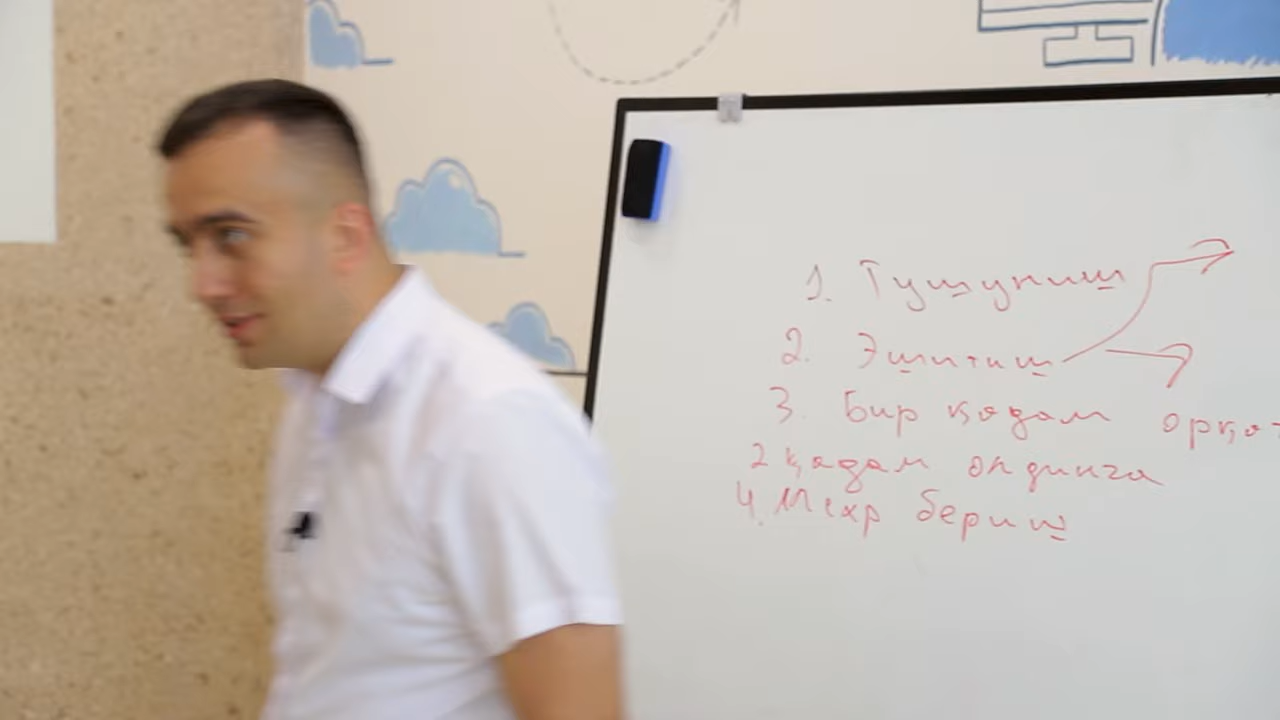 1. Тушуниш
2. Эшитиш
3. Бир қадам орқа
2 қадам олдинга
4. Меҳр бериш